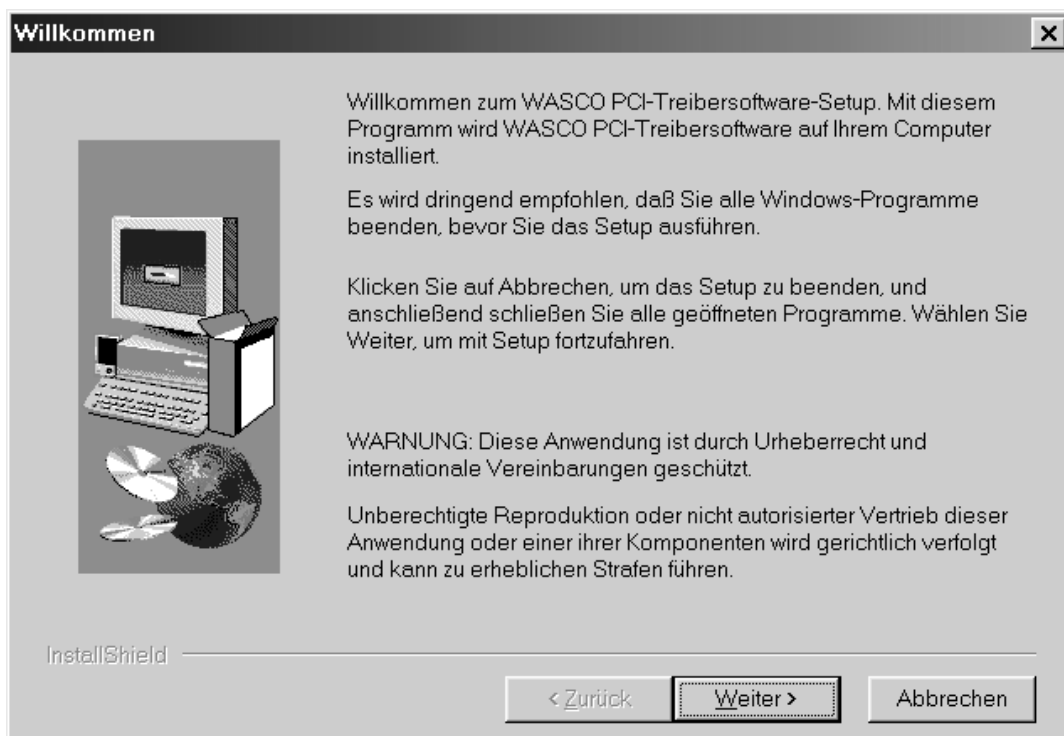 Willkommen
Willkommen zum WASCO PCI-Treibersoftware-Setup. Mit diesem
Programm wird WASCO PCI-Treibersoftware auf Ihrem Computer
installiert.
Es wird dringend empfohlen, daß Sie alle Windows-Programme
beenden, bevor Sie das Setup ausführen.
Klicken Sie auf Abbrechen, um das Setup zu beenden, und
anschließend schließen Sie alle geöffneten Programme. Wählen Sie
Weiter, um mit Setup fortzufahren.
WARNUNG: Diese Anwendung ist durch Urheberrecht und
internationale Vereinbarungen geschützt.
Unberechtigte Reproduktion oder nicht autorisierter Vertrieb dieser
Anwendung oder einer ihrer Komponenten wird gerichtlich verfolgt
und kann zu erheblichen Strafen führen.
InstallShield
< Zurück Weiter > Abbrechen